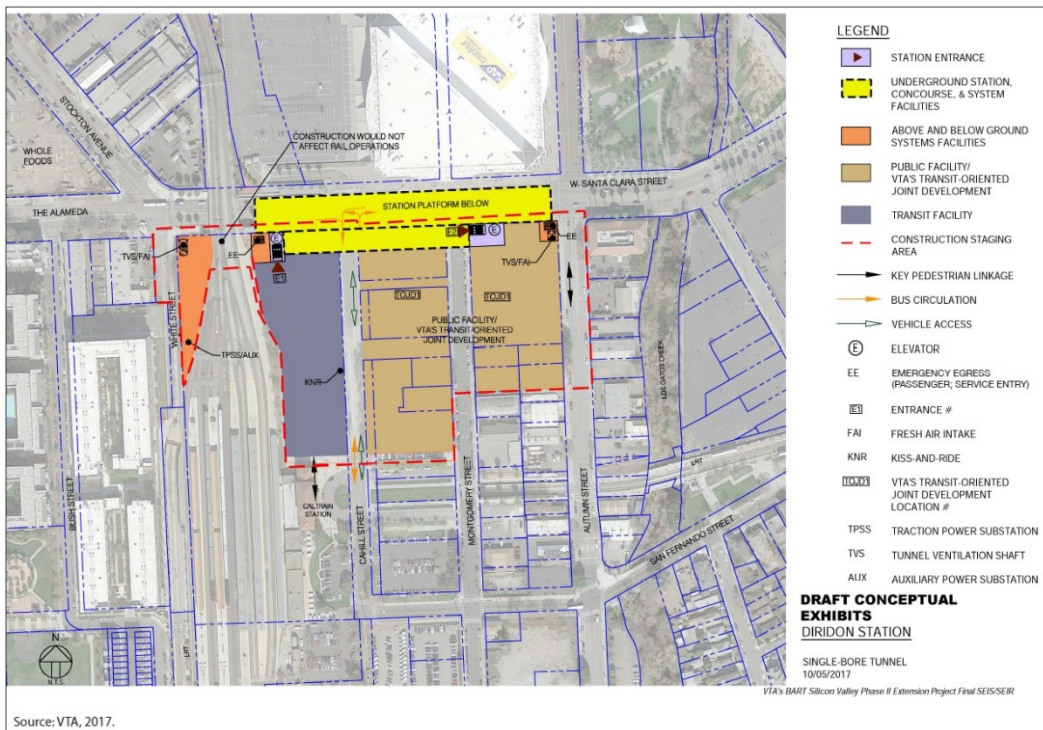 STOCKTON AVENUE
WHOLE
FOODS
CONSTRUCTION WOULD NOT
AFFECT RAIL OPERATIONS
THE ALAMEDA
W. SANTA CLARA STREET
STATION PLATFORM BELOW
TVS/FAI
EE
E
E1
E2
E
EE
TVS/FAI
WHITE STREET
TPSS/AUX
TOJD1
TOJD1
PUBLIC FACILITY/
VTA'S TRANSIT-ORIENTED
JOINT DEVELOPMENT
KNR
LOS GATOS CREEK
LRT
BUSH STREET
CALTRAIN
STATION
CAHILL STREET
MONTGOMERY STREET
AUTUMN STREET
SAN FERNANDO STREET
LRT
N
N.T.S.
LEGEND
STATION ENTRANCE
UNDERGROUND STATION,
CONCOURSE, & SYSTEM
FACILITIES
ABOVE AND BELOW GROUND
SYSTEMS FACILITIES
PUBLIC FACILITY/
VTA'S TRANSIT-ORIENTED
JOINT DEVELOPMENT
TRANSIT FACILITY
CONSTRUCTION STAGING
AREA
KEY PEDESTRIAN LINKAGE
BUS CIRCULATION
VEHICLE ACCESS
E ELEVATOR
EE EMERGENCY EGRESS
(PASSENGER; SERVICE ENTRY)
E1 ENTRANCE #
FAI FRESH AIR INTAKE
KNR KISS-AND-RIDE
TOJD1 VTA'S TRANSIT-ORIENTED
JOINT DEVELOPMENT
LOCATION #
TPSS TRACTION POWER SUBSTATION
TVS TUNNEL VENTILATION SHAFT
AUX AUXILIARY POWER SUBSTATION
DRAFT CONCEPTUAL
EXHIBITS
DIRIDON STATION
SINGLE-BORE TUNNEL
10/05/2017
VTA's BART Silicon Valley Phase II Extension Project Final SEIS/SEIR
Source: VTA, 2017.